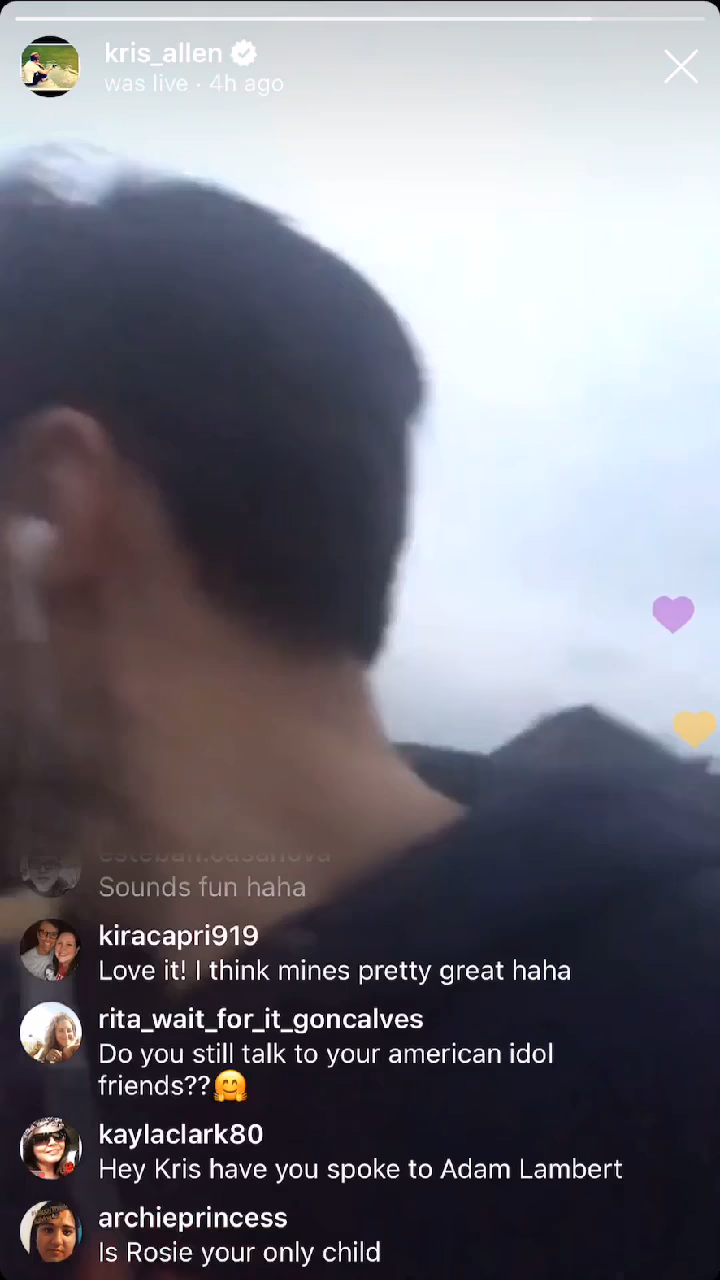 kris_allen
was live · 4h ago
esteban.casanova
Sounds fun haha
kiracapri919
Love it! I think mines pretty great haha
rita_wait_for_it_goncalves
Do you still talk to your american idol
friends??🤗
kaylaclark80
Hey Kris have you spoke to Adam Lambert
archieprincess
Is Rosie your only child